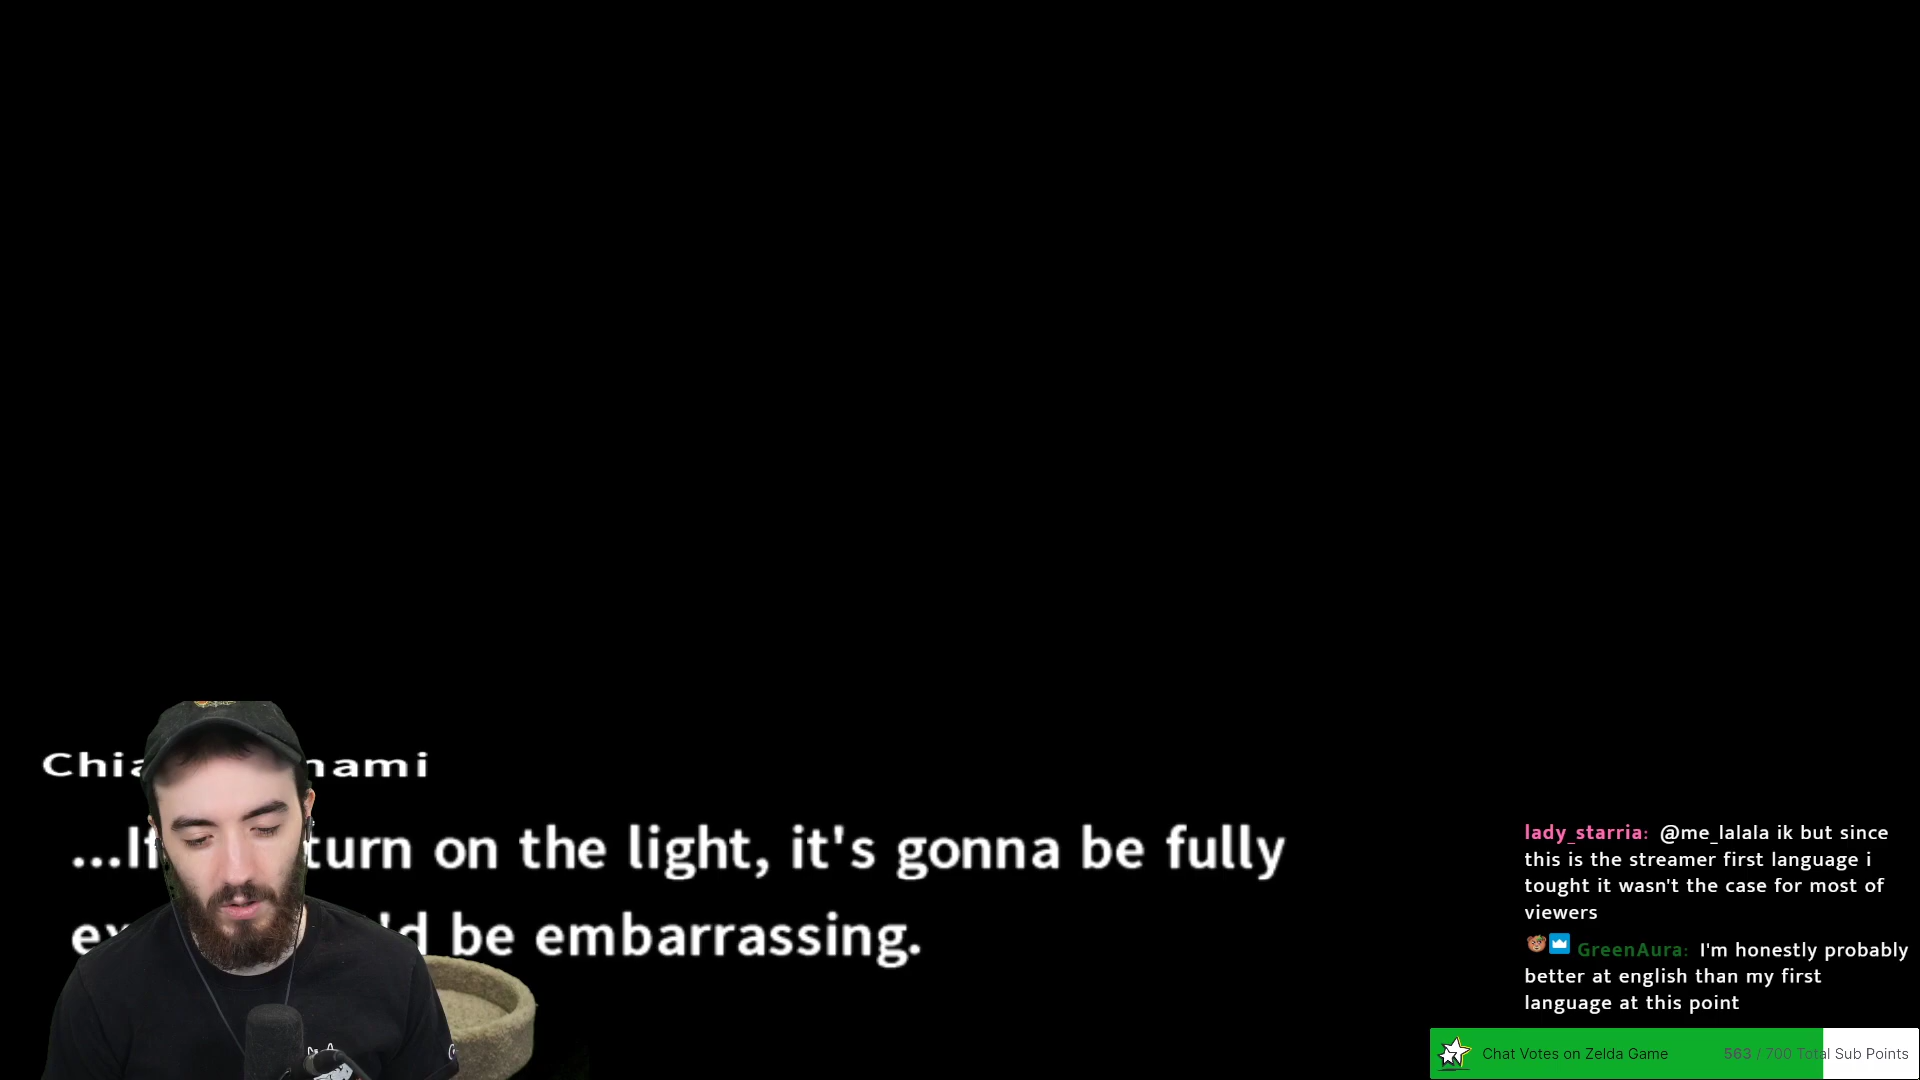 ...If turn on the light, it's gonna be fully
be embarrassing.
lady_starria: @me_lalala ik but since
this is the streamer first language i
tought it wasn't the case for most of
viewers
GreenAura: I'm honestly probably
better at english than my first
language at this point
Chat Votes on Zelda Game 563 / 700 Total Sub Points